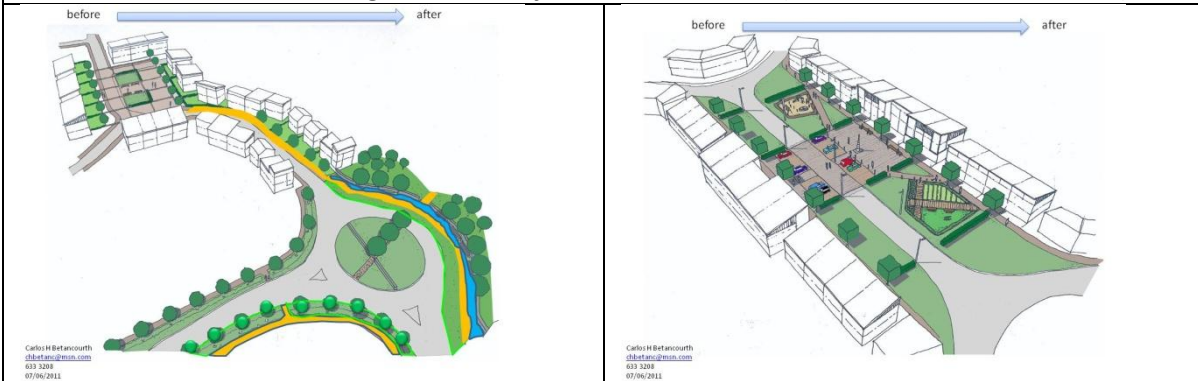 before after
Carlos H Betancourth
chbetanc@msn.com
633 3208
07/06/2011
before after
Carlos H Betancourth
chbetanc@msn.com
633 3208
07/06/2011